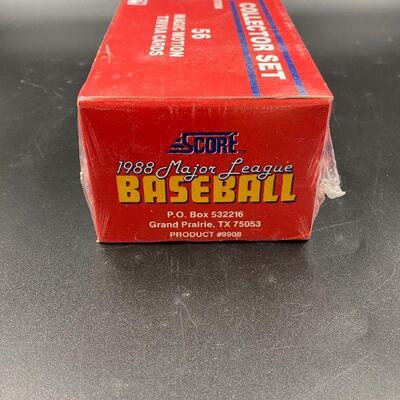 COLLECTOR SET
56
MAGIC MOTION
TRIVIA CARDS
SCORE
™
1988 Major League
BASEBALL
P.O. Box 532216
Grand Prairie, TX 75053
PRODUCT #9908